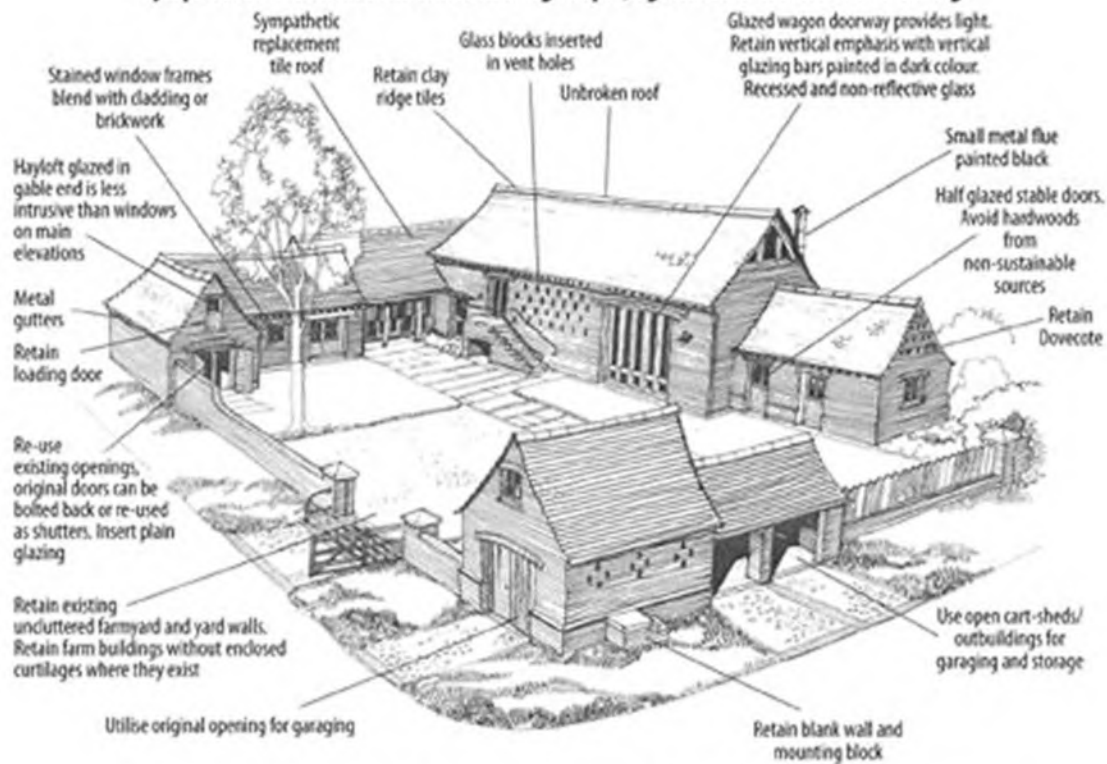 Sympathetic
replacement
tile roof
Glass blocks inserted
in vent holes
Glazed wagon doorway provides light.
Retain vertical emphasis with vertical
glazing bars painted in dark colour.
Recessed and non-reflective glass
Stained window frames
blend with cladding or
brickwork
Retain clay
ridge tiles
Unbroken roof
Small metal flue
painted black
Hayloft glazed in
gable end is less
intrusive than windows
on main
elevations
Half glazed stable doors.
Avoid hardwoods
from
non-sustainable
sources
Metal
gutters
Retain
Dovecote
Retain
loading door
Re-use
existing openings,
original doors can be
bolted back or re-used
as shutters. Insert plain
glazing
Retain existing
uncluttered farmyard and yard walls.
Retain farm buildings without enclosed
curtilages where they exist
Use open cart-sheds/
outbuildings for
garaging and storage
Utilise original opening for garaging
Retain blank wall and
mounting block